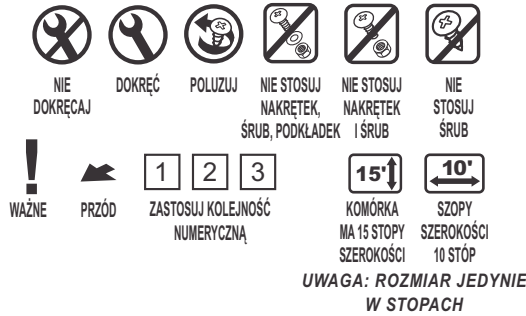 NIE
DOKRĘCAJ
DOKRĘĆ
POLUZUJ
NIE STOSUJ
NAKRĘTEK,
ŚRUB, PODKŁADEK
NIE STOSUJ
NAKRĘTEK
I ŚRUB
NIE
STOSUJ
ŚRUB
!
WAŻNE
PRZÓD
1 2 3
ZASTOSUJ KOLEJNOŚĆ
NUMERYCZNĄ
15'
KOMÓRKA
MA 15 STOPY
SZEROKOŚCI
10'
SZOPY
SZEROKOŚCI
10 STÓP
UWAGA: ROZMIAR JEDYNIE
W STOPACH